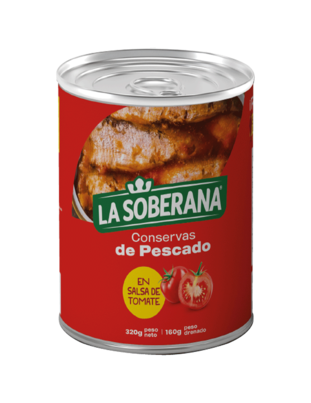 LA SOBERANA®
Conservas
de Pescado
EN
SALSA DE
TOMATE
320g peso neto | 160g peso drenado